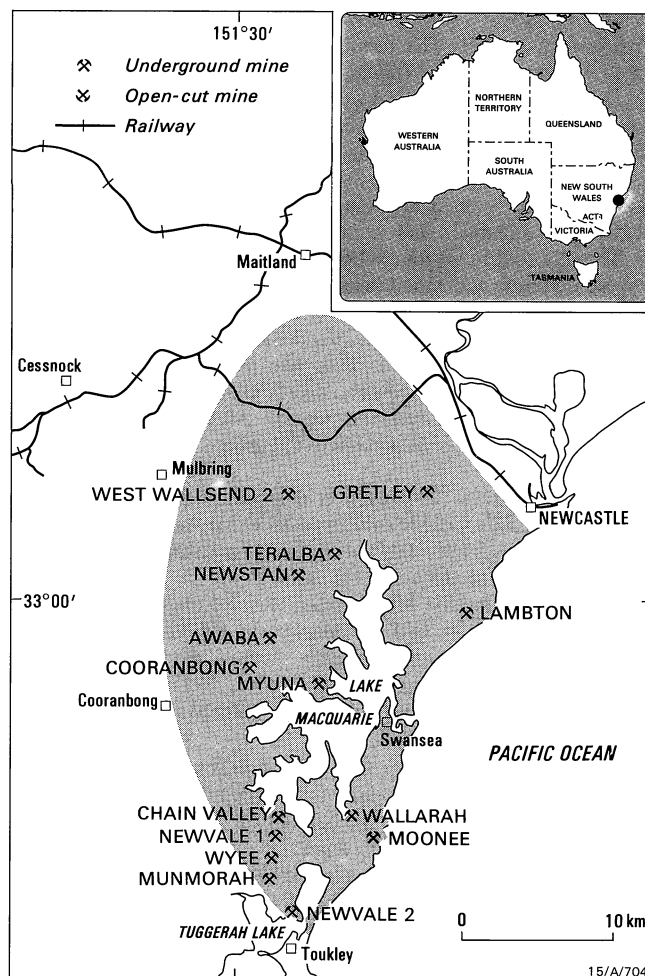 151°30'
Underground mine
Open-cut mine
Railway
NORTHERN
TERRITORY
WESTERN
AUSTRALIA
QUEENSLAND
SOUTH
AUSTRALIA
NEW SOUTH
WALES
ACT
VICTORIA
TASMANIA
Maitland
Cessnock
Mulbring
WEST WALLSEND 2
GRETLEY
NEWCASTLE
TERALBA
NEWSTAN
33°00'
LAMBTON
AWABA
COORANBONG
MYUNA
LAKE
Cooranbong
MACQUARIE
Swansea
PACIFIC OCEAN
CHAIN VALLEY
WALLARAH
NEWVALE 1
MOONEE
WYEE
MUNMORAH
NEWVALE 2
TUGGERAH LAKE
Toukley
0
10 km
15/A/704